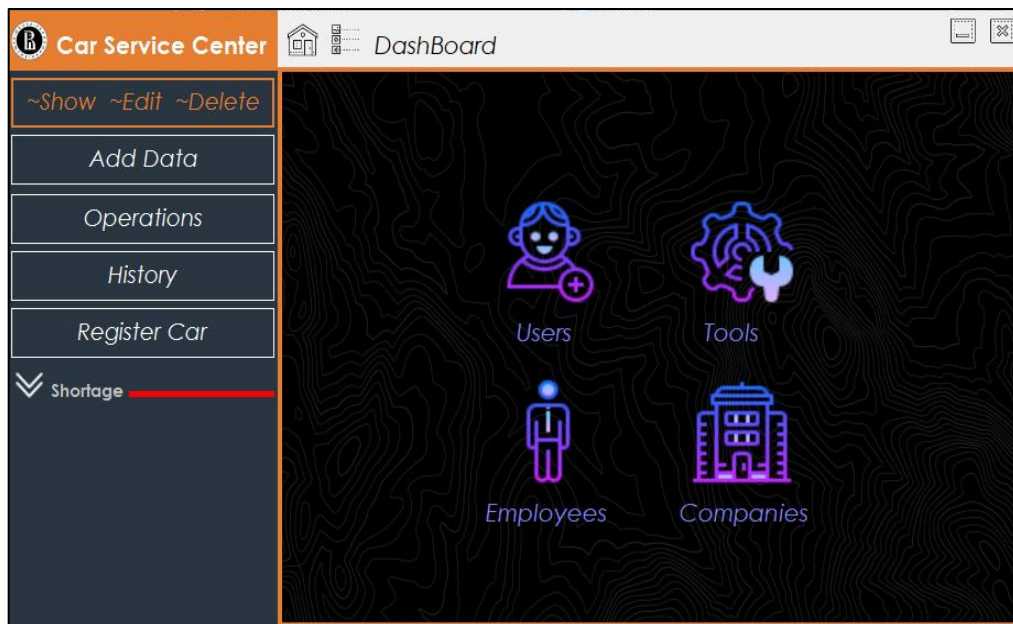 Car Service Center
DashBoard
~Show ~Edit ~Delete
Add Data
Operations
History
Register Car
Shortage
Users
Tools
Employees
Companies